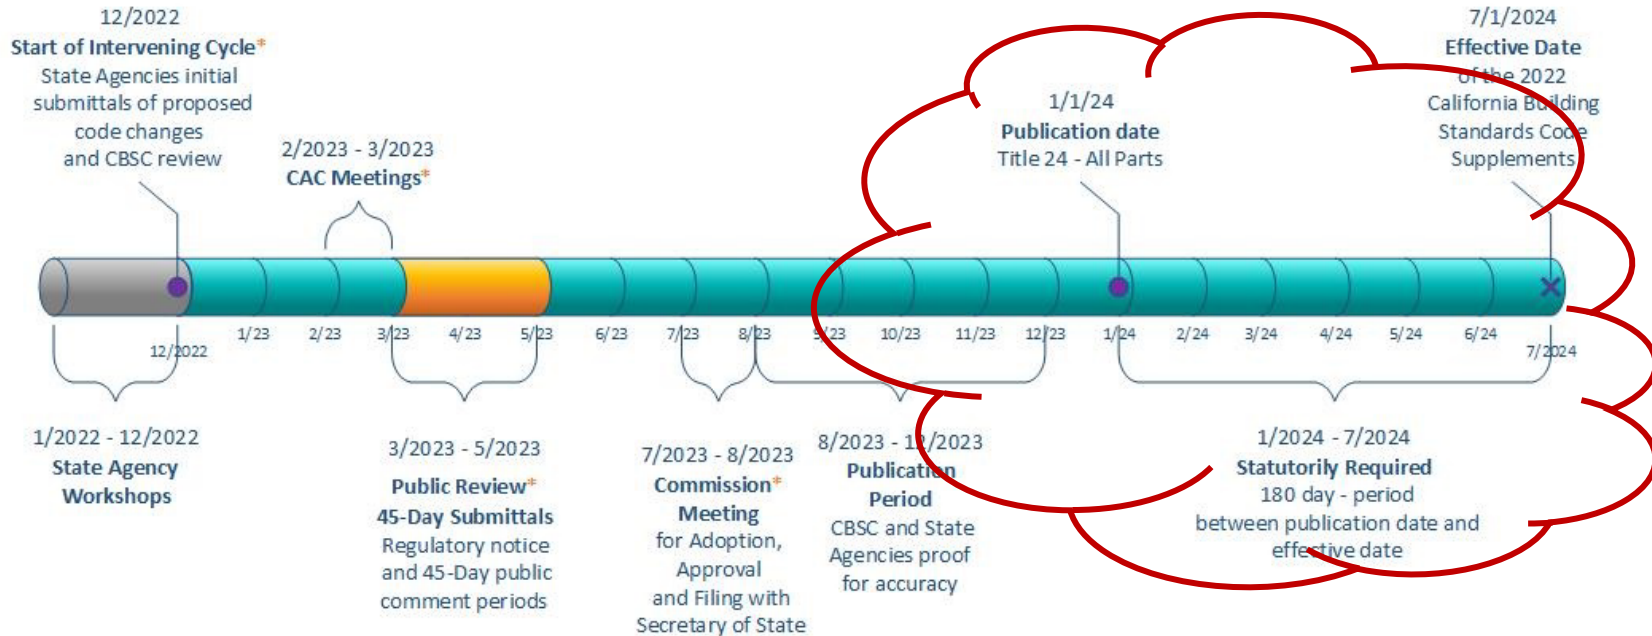 12/2022
Start of Intervening Cycle*
State Agencies initial
submittals of proposed
code changes
and CBSC review
2/2023 - 3/2023
CAC Meetings*
1/1/24
Publication date
Title 24 - All Parts
7/1/2024
Effective Date
of the 2022
California Building
Standards Code
Supplements
12/2022
1/23
2/23
3/23
4/23
5/23
6/23
7/23
8/23
9/23
10/23
11/23
12/23
1/24
2/24
3/24
4/24
5/24
6/24
7/2024
1/2022 - 12/2022
State Agency
Workshops
3/2023 - 5/2023
Public Review*
45-Day Submittals
Regulatory notice
and 45-Day public
comment periods
7/2023 - 8/2023
Commission*
Meeting
for Adoption,
Approval
and Filing with
Secretary of State
8/2023 - 12/2023
Publication
Period
CBSC and State
Agencies proof
for accuracy
1/2024 - 7/2024
Statutorily Required
180 day - period
between publication date and
effective date